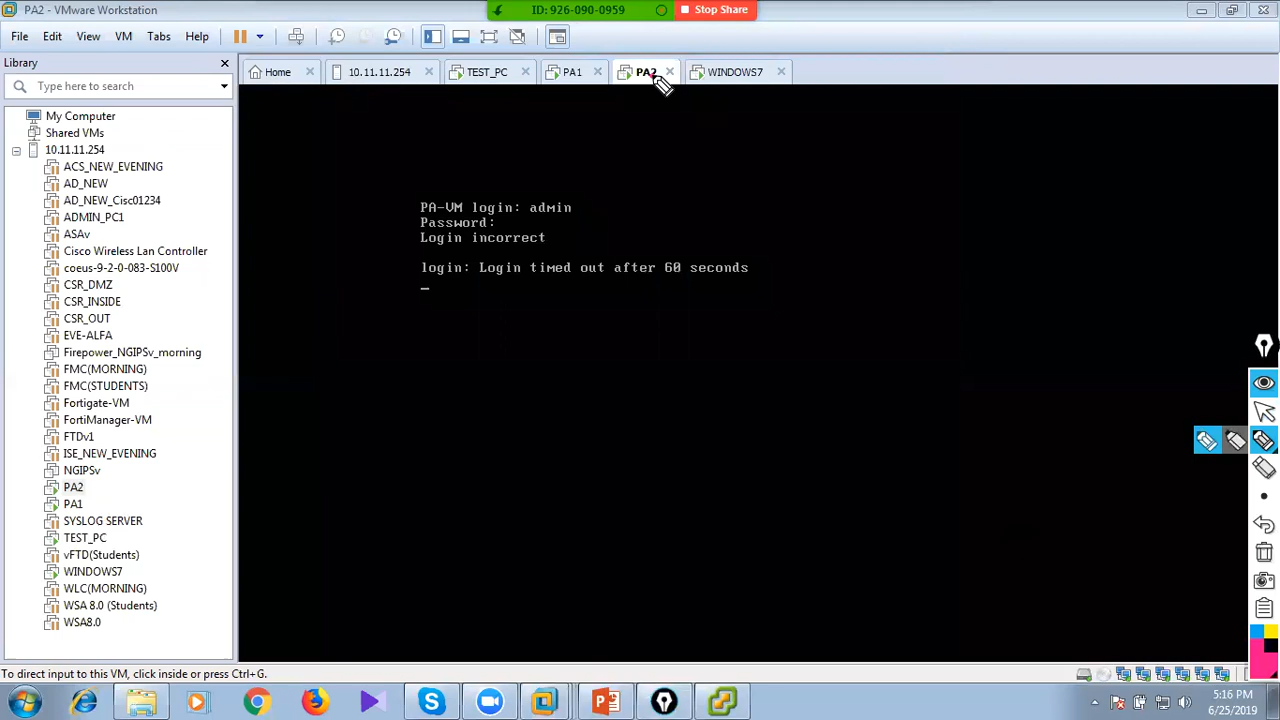 PA2 - VMware Workstation
ID: 926-090-0959
Stop Share
File Edit View VM Tabs Help
Library
Type here to search
Home
10.11.11.254
TEST_PC
PA1
PA2
WINDOWS7
My Computer
Shared VMs
10.11.11.254
ACS_NEW_EVENING
AD_NEW
AD_NEW_Cisc01234
ADMIN_PC1
ASAv
Cisco Wireless Lan Controller
coeus-9-2-0-083-S100V
CSR_DMZ
CSR_INSIDE
CSR_OUT
EVE-ALFA
Firepower_NGIPSv_morning
FMC(MORNING)
FMC(STUDENTS)
Fortigate-VM
FortiManager-VM
FTDv1
ISE_NEW_EVENING
NGIPSv
PA2
PA1
SYSLOG SERVER
TEST_PC
vFTD(Students)
WINDOWS7
WLC(MORNING)
WSA 8.0 (Students)
WSA8.0
PA-VM login: admin
Password:
Login incorrect
login: Login timed out after 60 seconds
To direct input to this VM, click inside or press Ctrl+G.
5:16 PM
6/25/2019